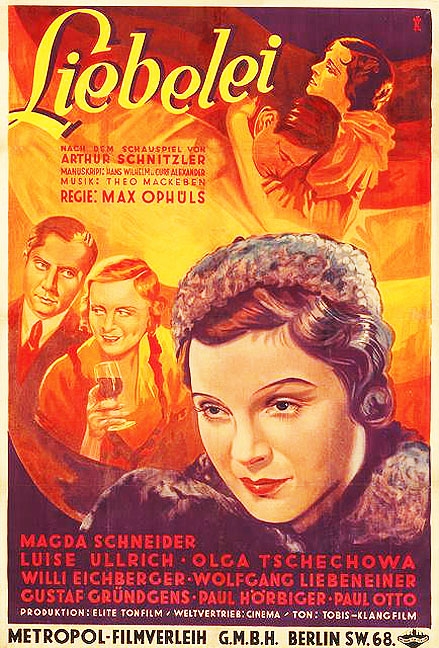 Liebelei
NACH DEM SCHAUSPIEL VON
ARTHUR SCHNITZLER
MANUSKRIPT: HANS WILHELM U. CURT ALEXANDER
MUSIK: THEO MACKEBEN
REGIE: MAX OPHÜLS
MAGDA SCHNEIDER
LUISE ULLRICH · OLGA TSCHECHOWA
WILLI EICHBERGER · WOLFGANG LIEBENEINER
GUSTAF GRÜNDGENS · PAUL HÖRBIGER · PAUL OTTO
PRODUKTION: ELITE TONFILM / WELTVERTRIEB: CINEMA / TON: TOBIS-KLANGFILM
METROPOL-FILMVERLEIH G.M.B.H. BERLIN SW. 68.